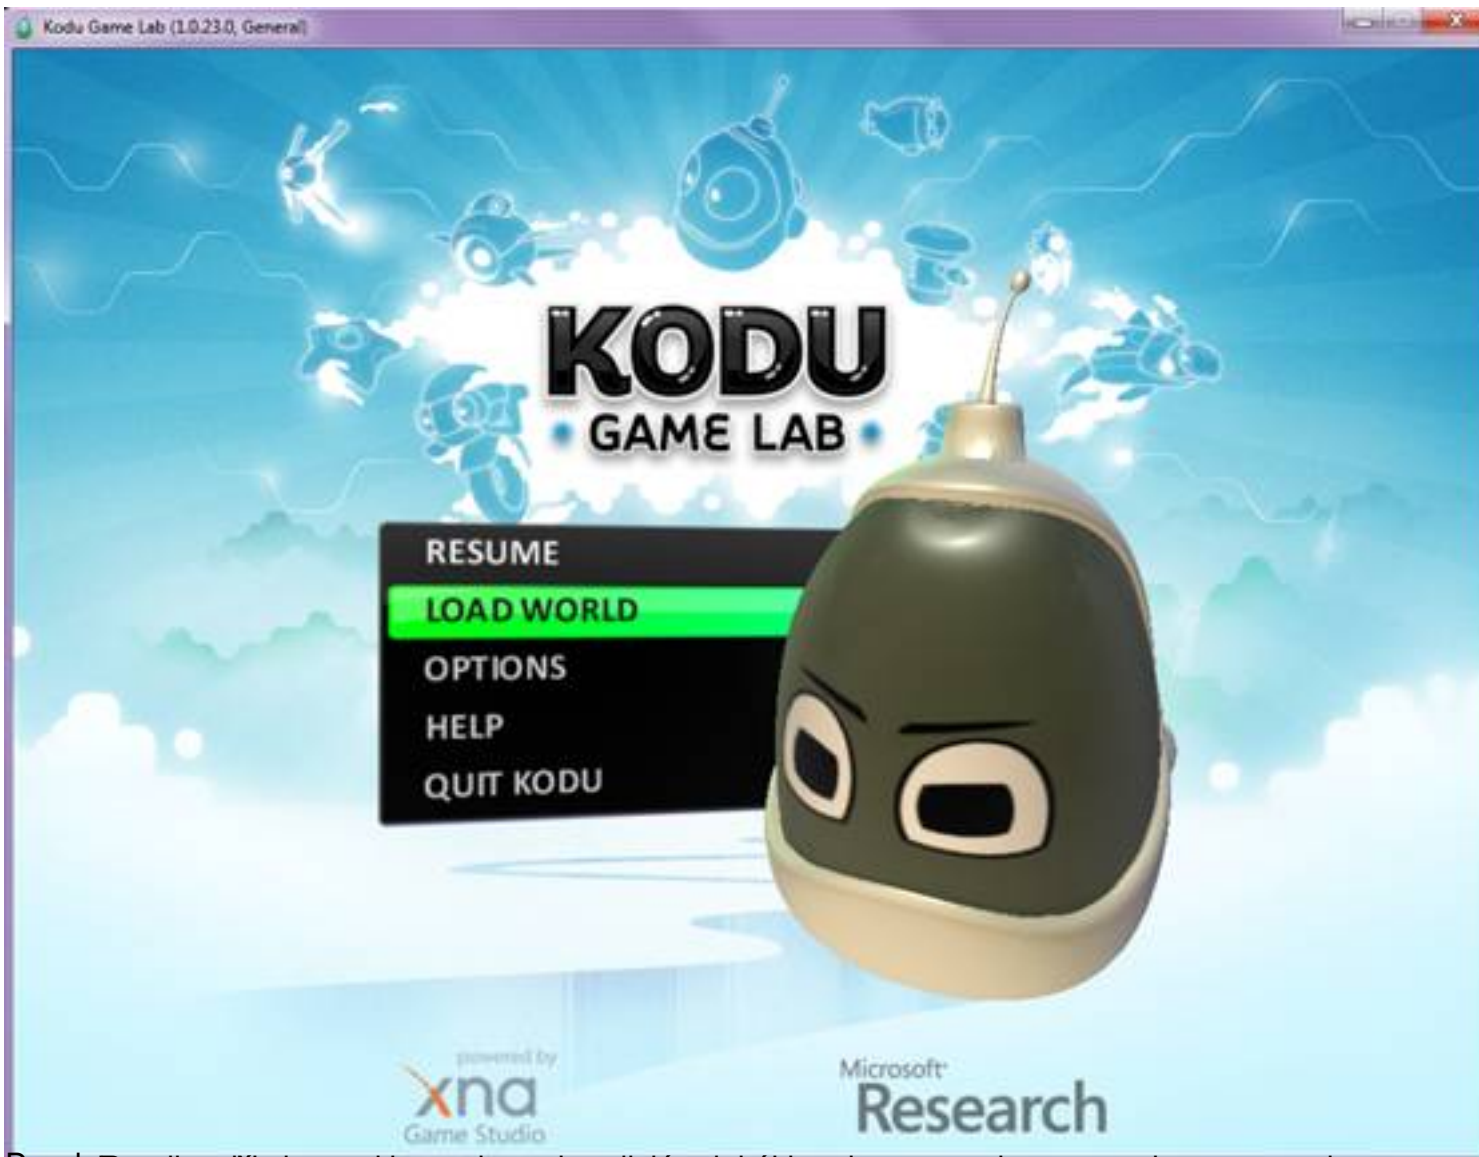 Kodu Game Lab (1.0.23.0, General)
KODU
GAME LAB
RESUME
LOAD WORLD
OPTIONS
HELP
QUIT KODU
powered by
xna
Game Studio
Microsoft
Research